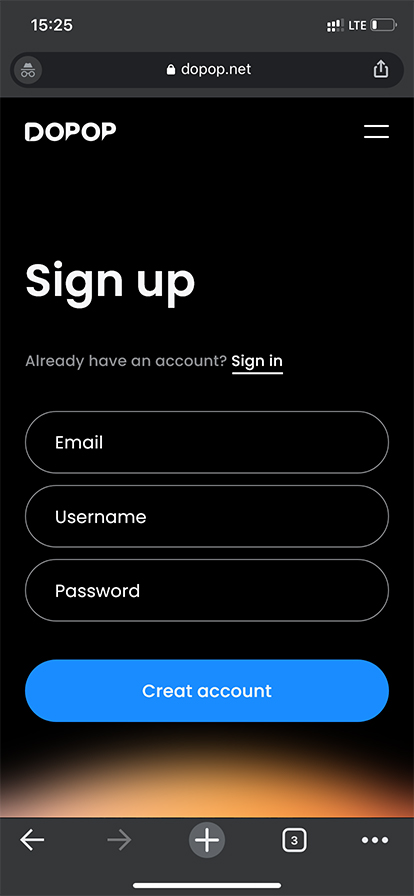 15:25
LTE
dopop.net
DOPOP
Sign up
Already have an account? Sign in
Email
Username
Password
Creat account
3